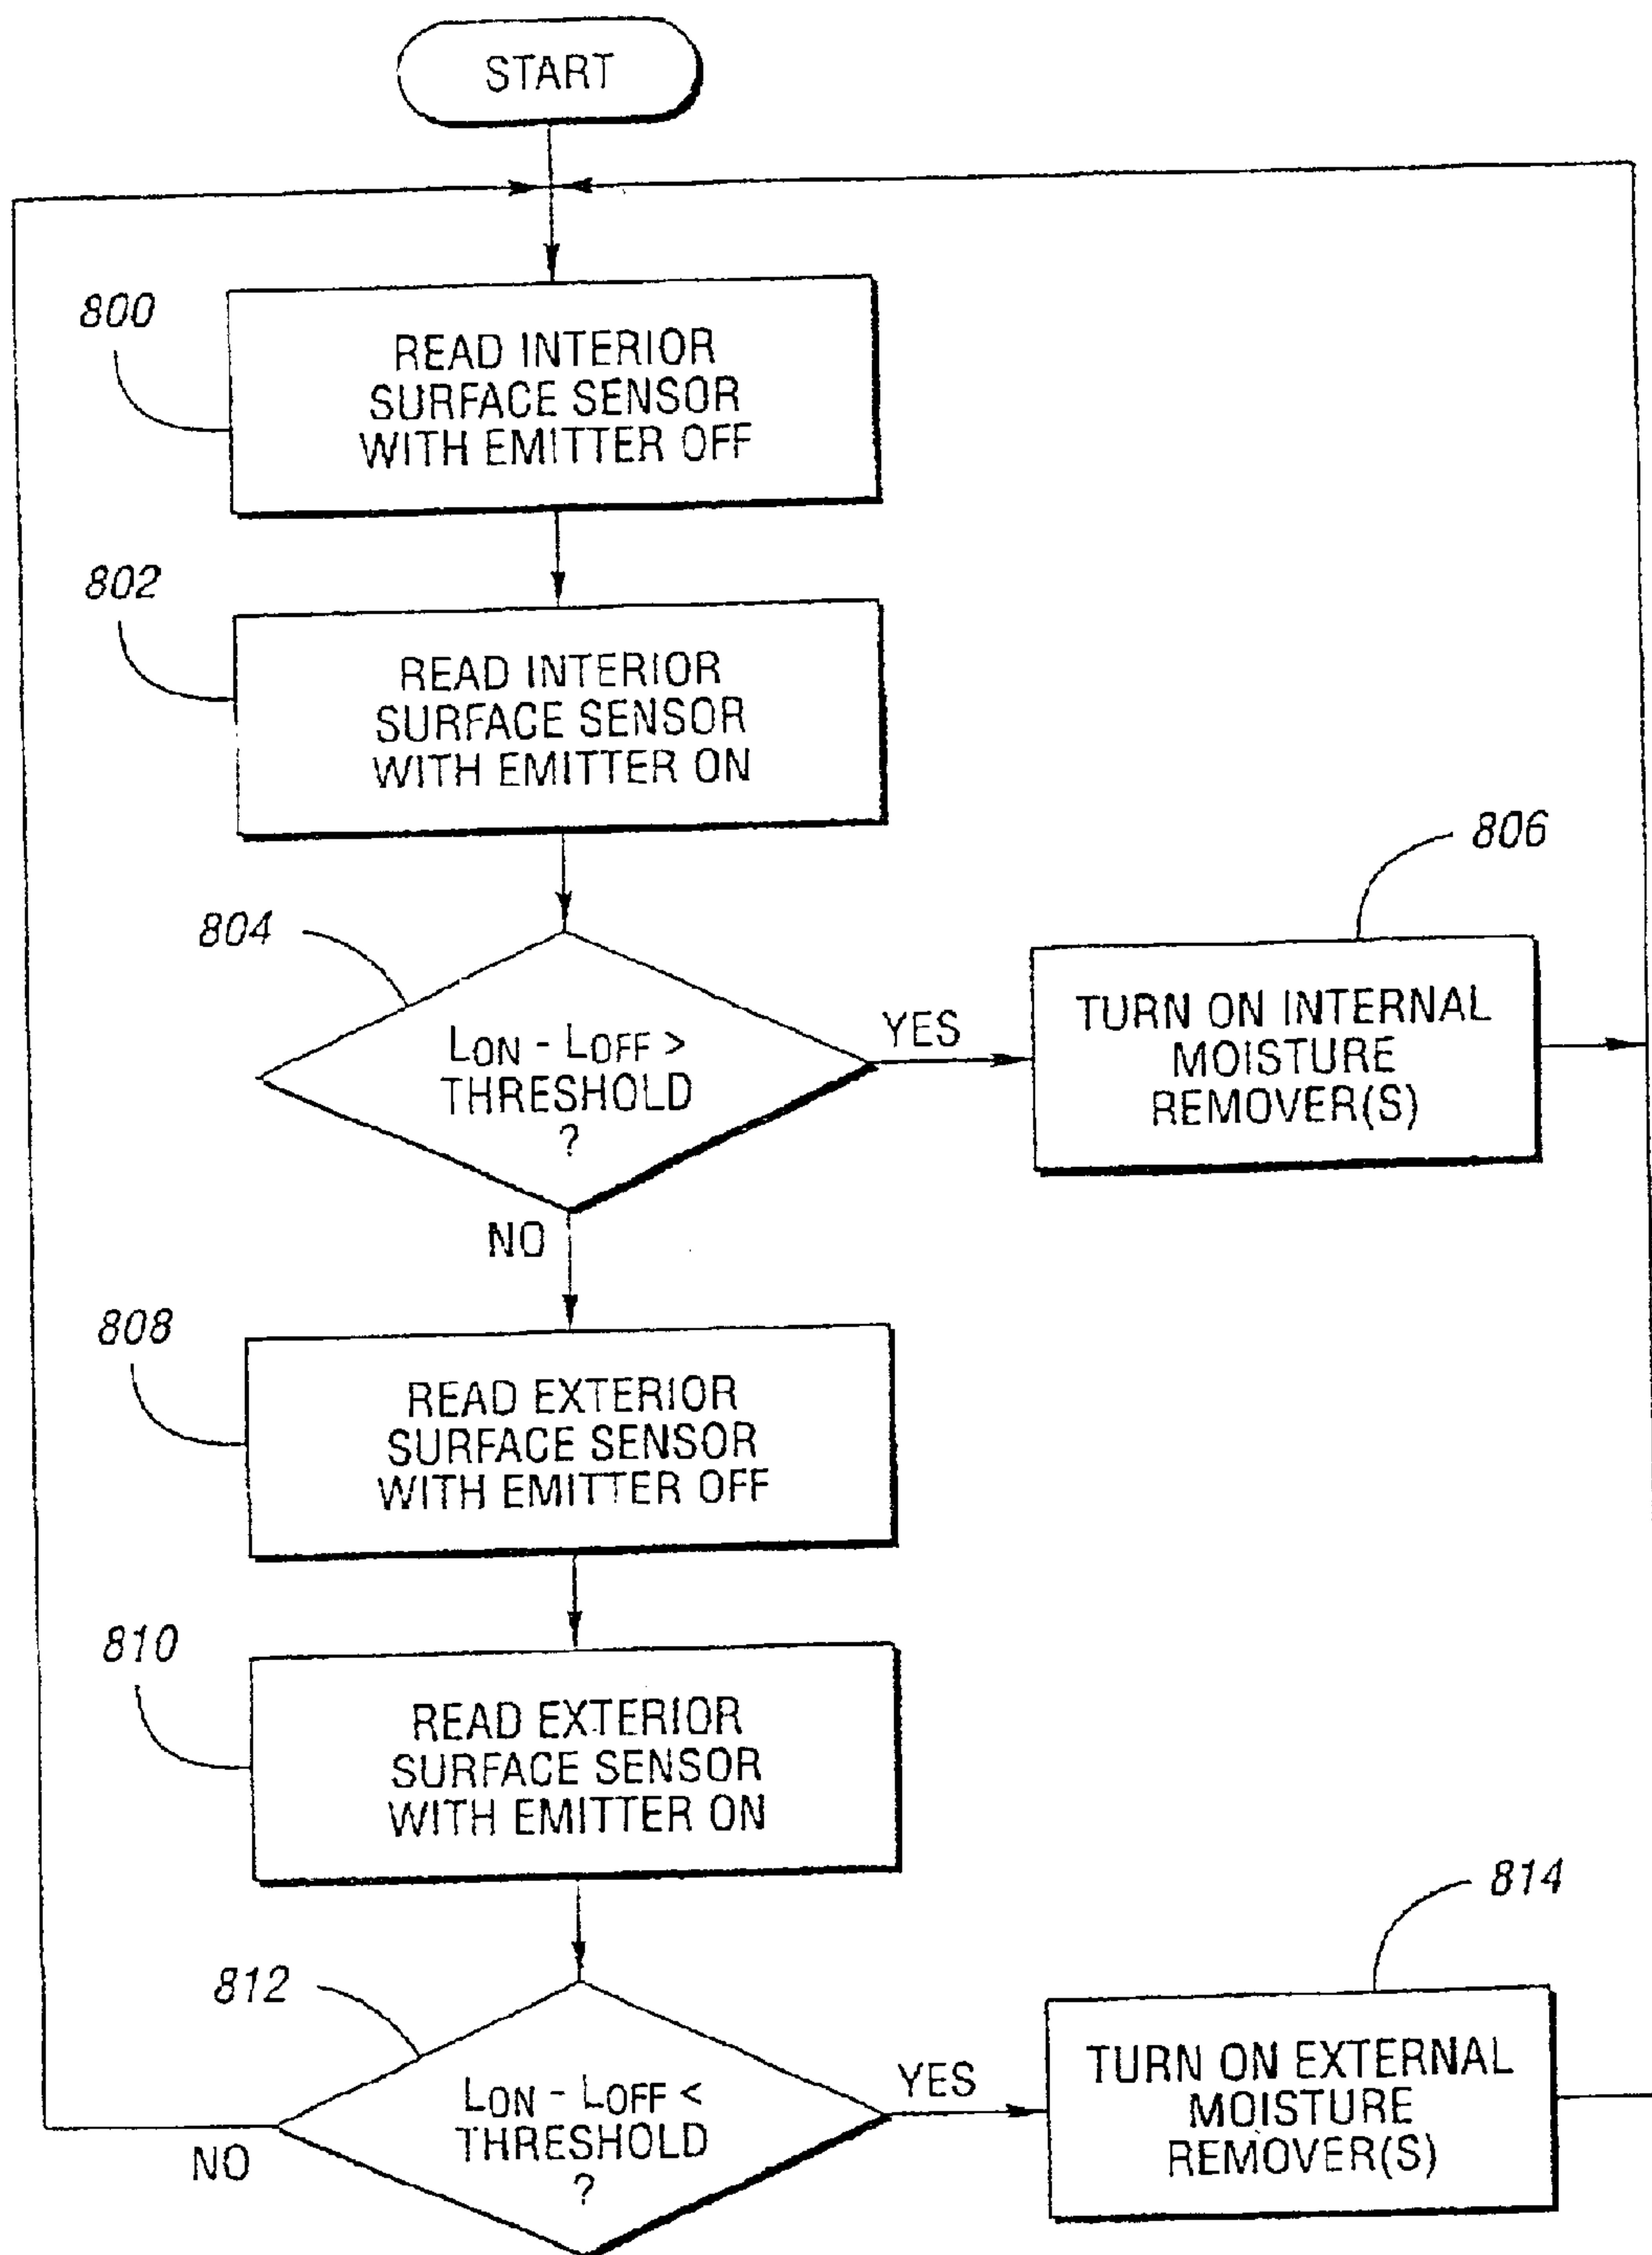 START
800
READ INTERIOR
SURFACE SENSOR
WITH EMITTER OFF
802
READ INTERIOR
SURFACE SENSOR
WITH EMITTER ON
804
LON - LOFF >
THRESHOLD
?
YES
806
TURN ON INTERNAL
MOISTURE
REMOVER(S)
NO
808
READ EXTERIOR
SURFACE SENSOR
WITH EMITTER OFF
810
READ EXTERIOR
SURFACE SENSOR
WITH EMITTER ON
812
LON - LOFF <
THRESHOLD
?
YES
814
TURN ON EXTERNAL
MOISTURE
REMOVER(S)
NO